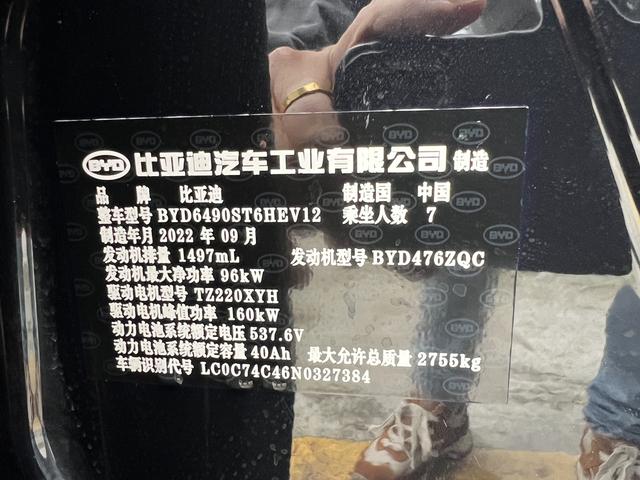 BYD 比亚迪汽车工业有限公司 制造
品 牌 比亚迪 制造国 中国
整车型号 BYD6490ST6HEV12 乘坐人数 7
制造年月 2022 年 09 月
发动机排量 1497mL 发动机型号 BYD476ZQC
发动机最大净功率 96kW
驱动电机型号 TZ220XYH
驱动电机峰值功率 160kW
动力电池系统额定电压 537.6V
动力电池系统额定容量 40Ah 最大允许总质量 2755kg
车辆识别代号 LC0C74C46N0327384